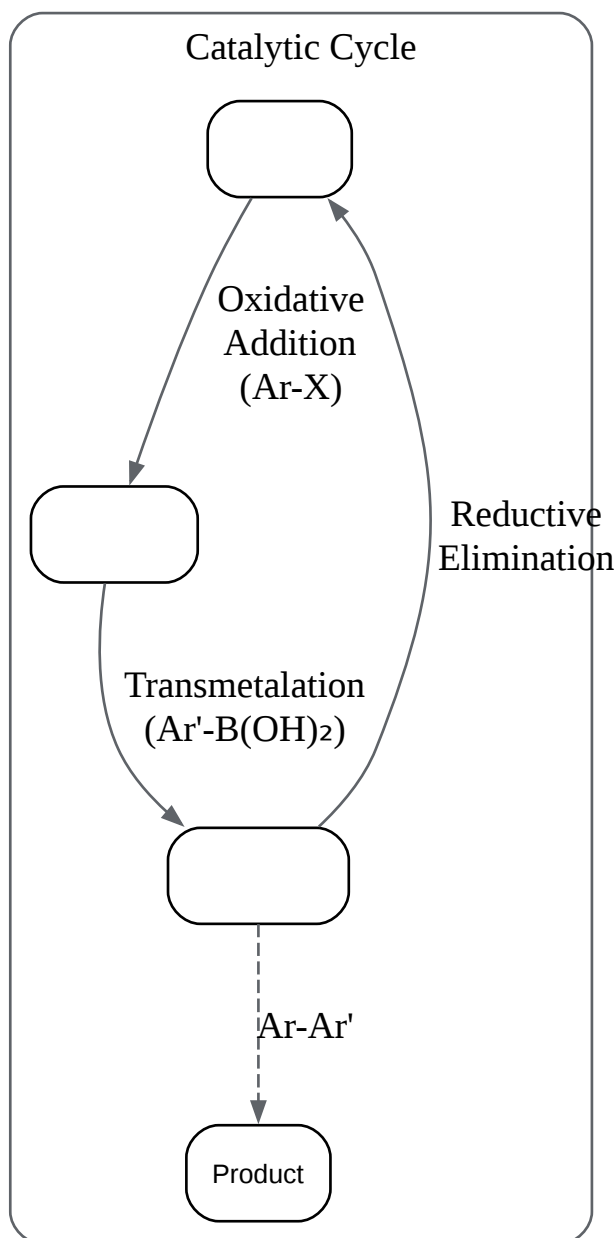 Catalytic Cycle
Oxidative
Addition
(Ar-X)
Reductive
Elimination
Transmetalation
(Ar'-B(OH)₂)
Ar-Ar'
Product